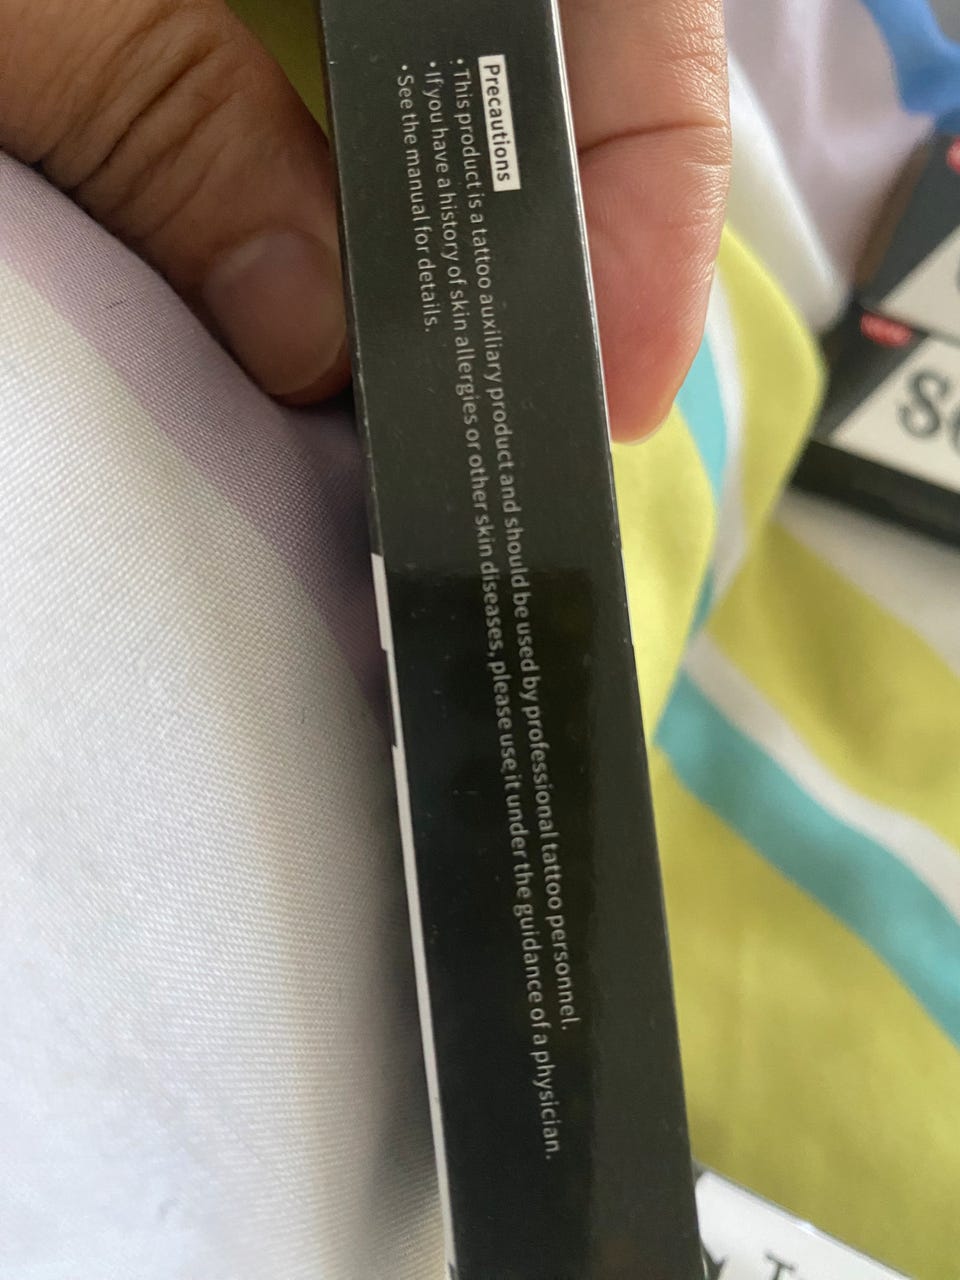 Precautions
• This product is a tattoo auxiliary product and should be used by professional tattoo personnel.
• If you have a history of skin allergies or other skin diseases, please use it under the guidance of a physician.
• See the manual for details.